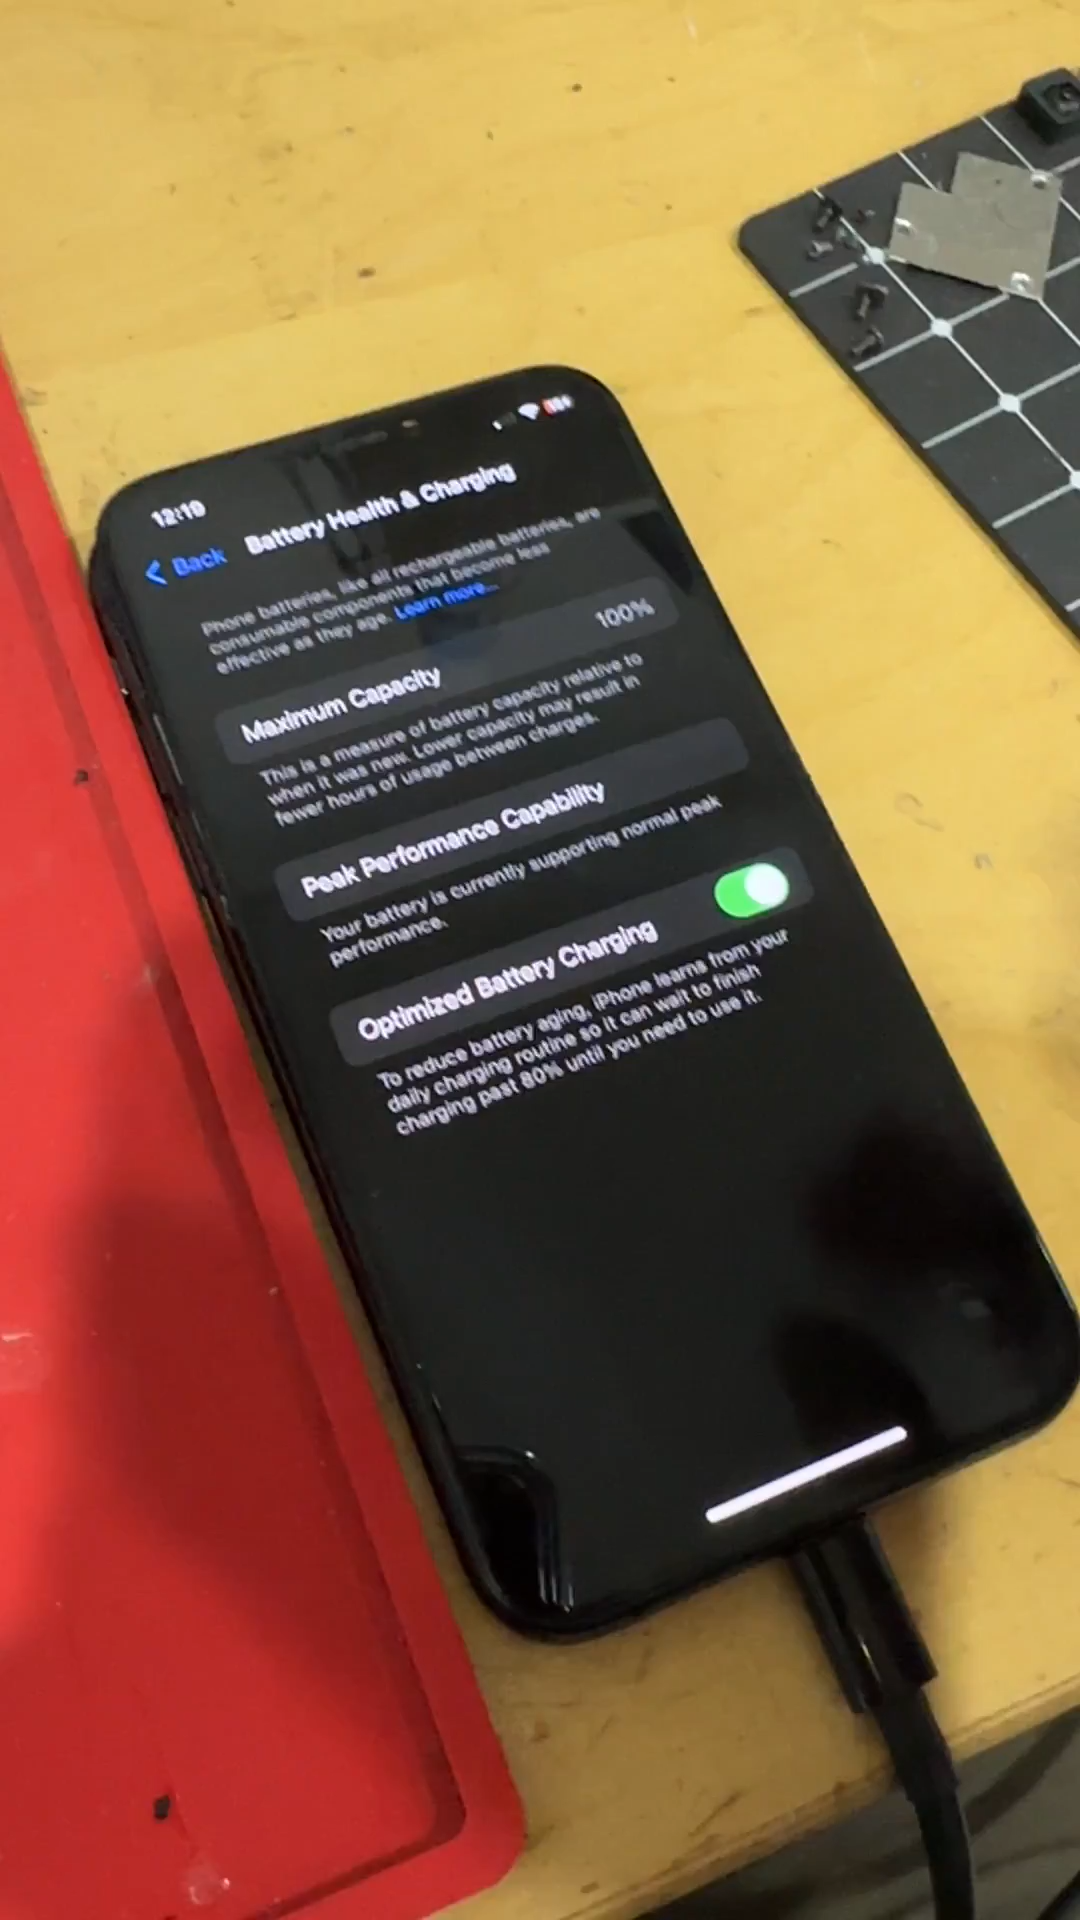 12:19
Back
Battery Health & Charging
Phone batteries, like all rechargeable batteries, are
consumable components that become less
effective as they age. Learn more...
Maximum Capacity 100%
This is a measure of battery capacity relative to
when it was new. Lower capacity may result in
fewer hours of usage between charges.
Peak Performance Capability
Your battery is currently supporting normal peak
performance.
Optimized Battery Charging
To reduce battery aging, iPhone learns from your
daily charging routine so it can wait to finish
charging past 80% until you need to use it.